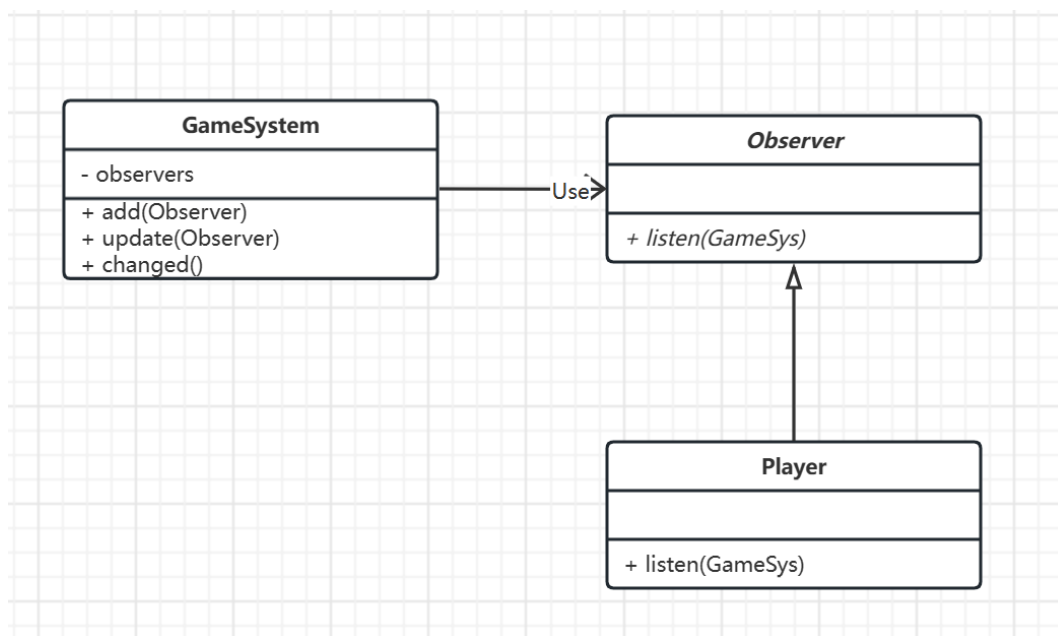 GameSystem
- observers
+ add(Observer)
+ update(Observer)
+ changed()
Use
Observer
+ listen(GameSys)
Player
+ listen(GameSys)